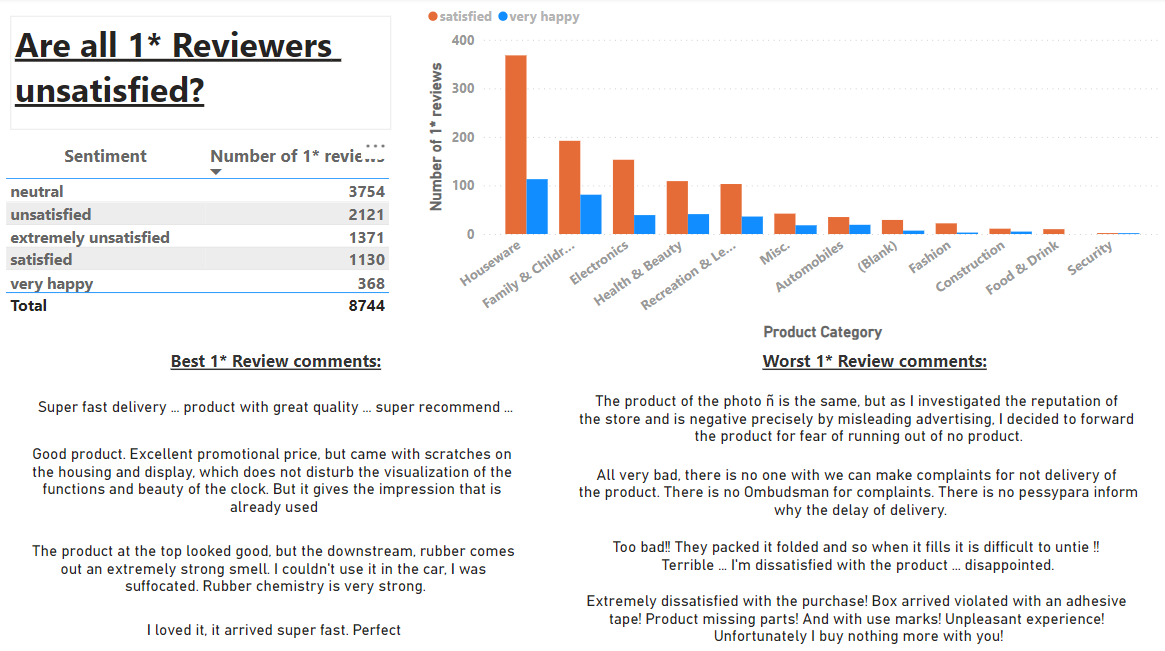 Are all 1* Reviewers
unsatisfied?
Sentiment Number of 1* reviews
neutral 3754
unsatisfied 2121
extremely unsatisfied 1371
satisfied 1130
very happy 368
Total 8744
satisfied very happy
Number of 1* reviews
400
300
200
100
0
Houseware
Family & Childr...
Electronics
Health & Beauty
Recreation & Le...
Misc.
Automobiles
(Blank)
Fashion
Construction
Food & Drink
Security
Product Category
Best 1* Review comments:
Super fast delivery ... product with great quality ... super recommend ...
Good product. Excellent promotional price, but came with scratches on
the housing and display, which does not disturb the visualization of the
functions and beauty of the clock. But it gives the impression that is
already used
The product at the top looked good, but the downstream, rubber comes
out an extremely strong smell. I couldn't use it in the car, I was
suffocated. Rubber chemistry is very strong.
I loved it, it arrived super fast. Perfect
Worst 1* Review comments:
The product of the photo ñ is the same, but as I investigated the reputation of
the store and is negative precisely by misleading advertising, I decided to forward
the product for fear of running out of no product.
All very bad, there is no one with we can make complaints for not delivery of
the product. There is no Ombudsman for complaints. There is no pessypara inform
why the delay of delivery.
Too bad!! They packed it folded and so when it fills it is difficult to untie !!
Terrible ... I'm dissatisfied with the product ... disappointed.
Extremely dissatisfied with the purchase! Box arrived violated with an adhesive
tape! Product missing parts! And with use marks! Unpleasant experience!
Unfortunately I buy nothing more with you!